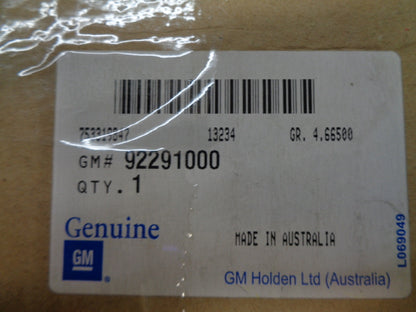 13234 GR. 4.66500
GM# 92291000
QTY. 1
Genuine
MADE IN AUSTRALIA
GM
®
GM Holden Ltd (Australia)
L069049